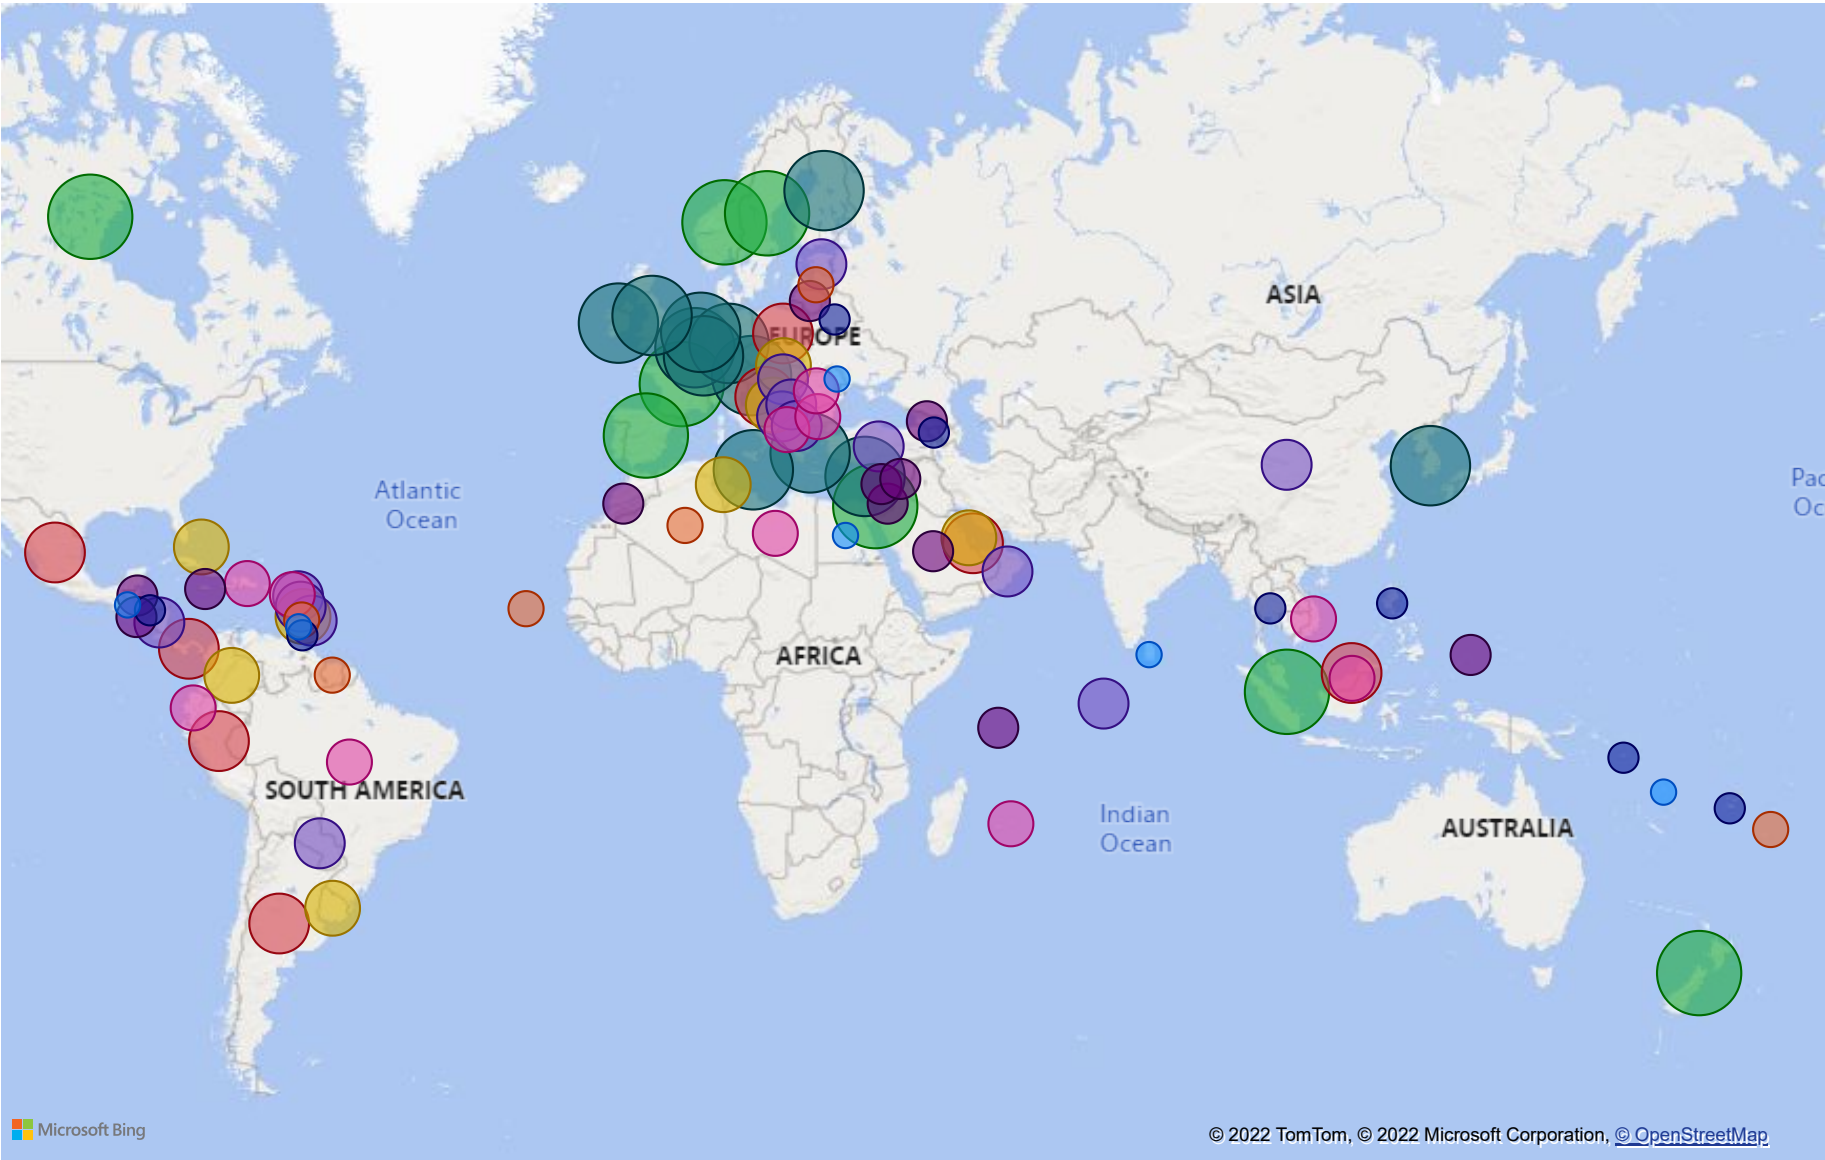 ASIA
EUROPE
Atlantic
Ocean
Pac
Oc
AFRICA
SOUTH AMERICA
Indian
Ocean
AUSTRALIA
Microsoft Bing
© 2022 TomTom, © 2022 Microsoft Corporation, © OpenStreetMap